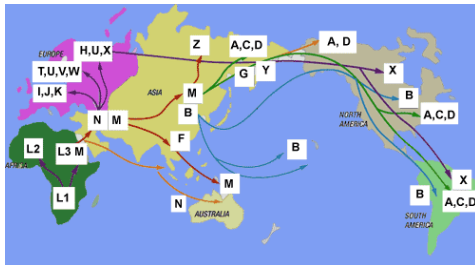 Z
A,C,D
A, D
H,U,X
EUROPE
T,U,V,W
G
Y
X
I,J,K
ASIA
M
B
B
N M
NORTH
AMERICA
A,C,D
F
L2
L3 M
AFRICA
B
M
X
L1
N
AUSTRALIA
B
A,C,D
SOUTH
AMERICA